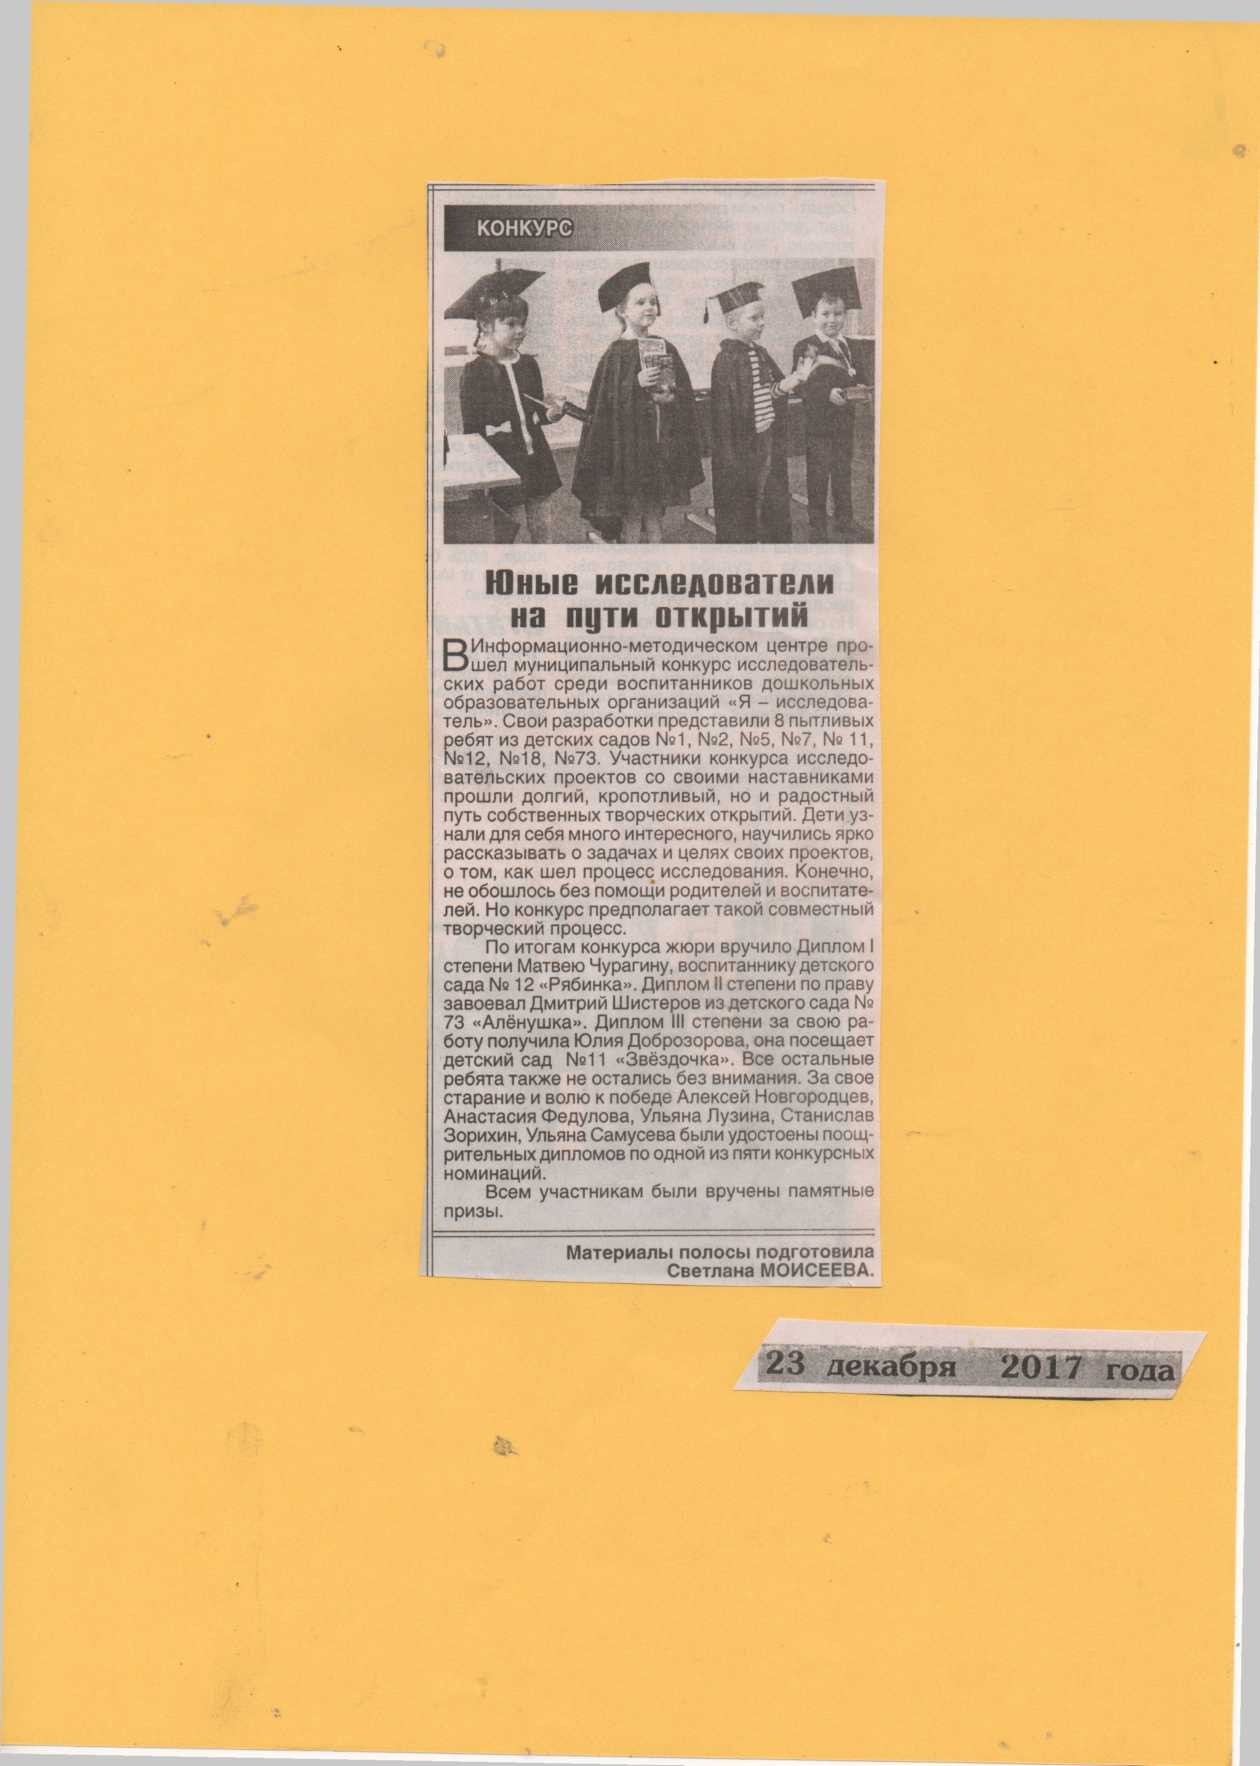 КОНКУРС
Юные исследователи
на пути открытий
В Информационно-методическом центре про-
шел муниципальный конкурс исследователь-
ских работ среди воспитанников дошкольных
образовательных организаций «Я – исследова-
тель». Свои разработки представили 8 пытливых
ребят из детских садов №1, №2, №5, №7, № 11,
№12, №18, №73. Участники конкурса исследо-
вательских проектов со своими наставниками
прошли долгий, кропотливый, но и радостный
путь собственных творческих открытий. Дети уз-
нали для себя много интересного, научились ярко
рассказывать о задачах и целях своих проектов,
о том, как шел процесс исследования. Конечно,
не обошлось без помощи родителей и воспитате-
лей. Но конкурс предполагает такой совместный
творческий процесс.
По итогам конкурса жюри вручило Диплом I
степени Матвею Чурагину, воспитаннику детского
сада № 12 «Рябинка». Диплом II степени по праву
завоевал Дмитрий Шистеров из детского сада №
73 «Алёнушка». Диплом III степени за свою ра-
боту получила Юлия Доброзорова, она посещает
детский сад №11 «Звёздочка». Все остальные
ребята также не остались без внимания. За свое
старание и волю к победе Алексей Новгородцев,
Анастасия Федулова, Ульяна Лузина, Станислав
Зорихин, Ульяна Самусева были удостоены поощ-
рительных дипломов по одной из пяти конкурсных
номинаций.
Всем участникам были вручены памятные
призы.
Материалы полосы подготовила
Светлана МОИСЕЕВА.
23 декабря 2017 года